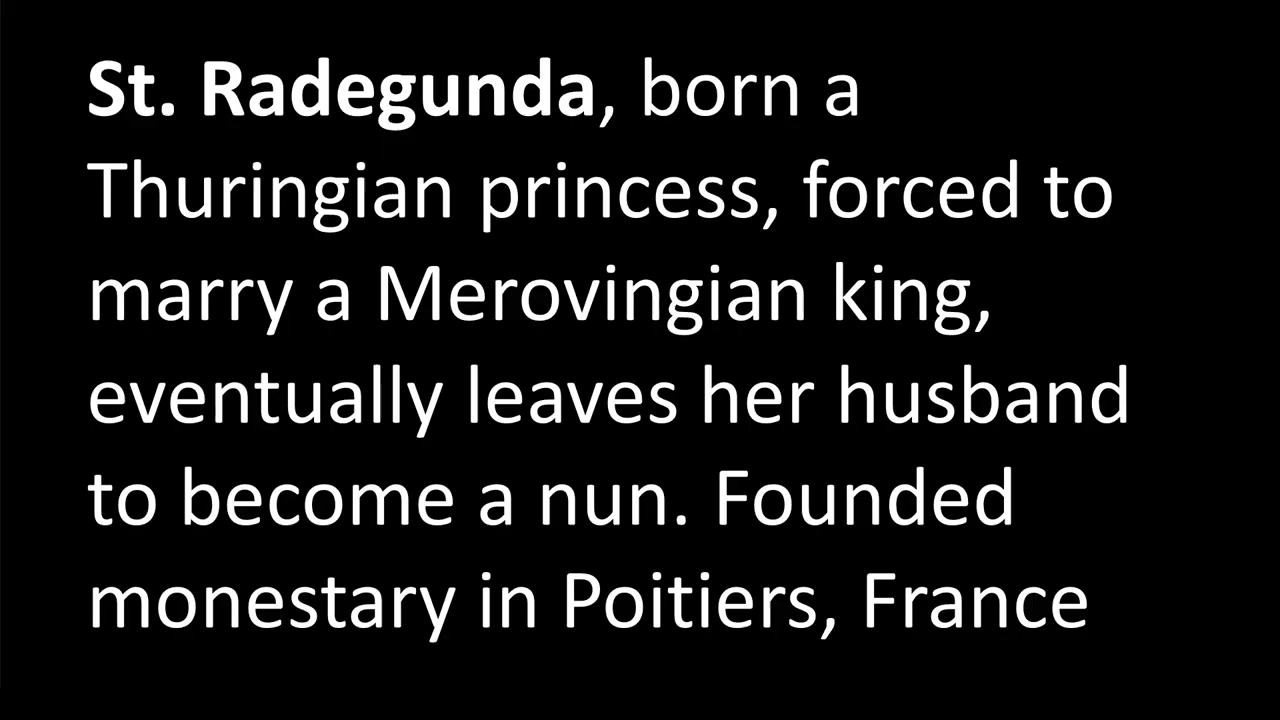 St. Radegunda, born a
Thuringian princess, forced to
marry a Merovingian king,
eventually leaves her husband
to become a nun. Founded
monestary in Poitiers, France